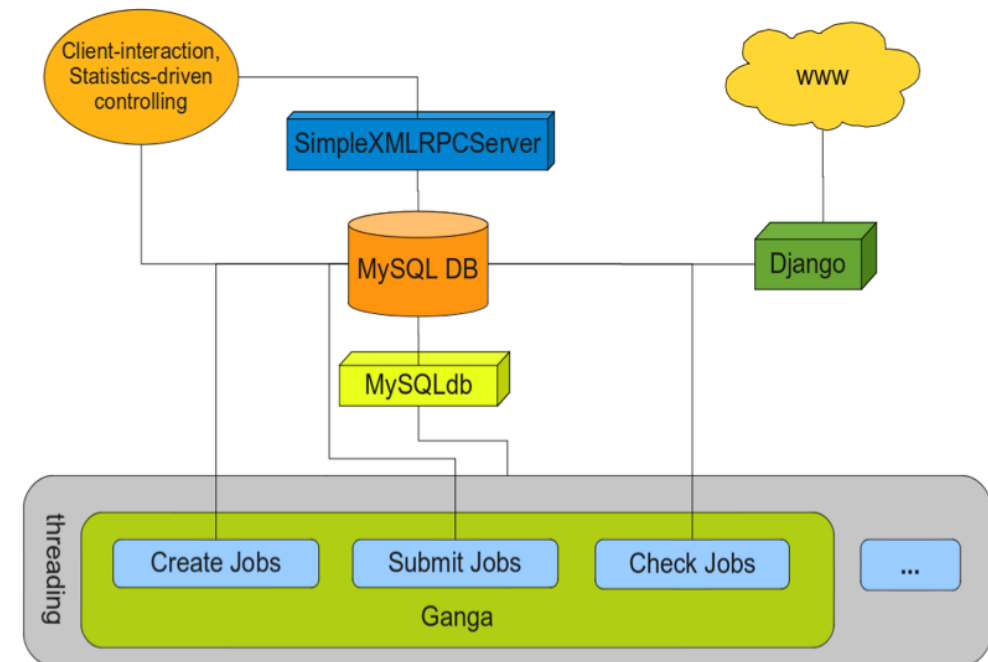 Client-interaction,
Statistics-driven
controlling
www
SimpleXMLRPCServer
MySQL DB
Django
MySQLdb
threading
Create Jobs
Submit Jobs
Check Jobs
...
Ganga